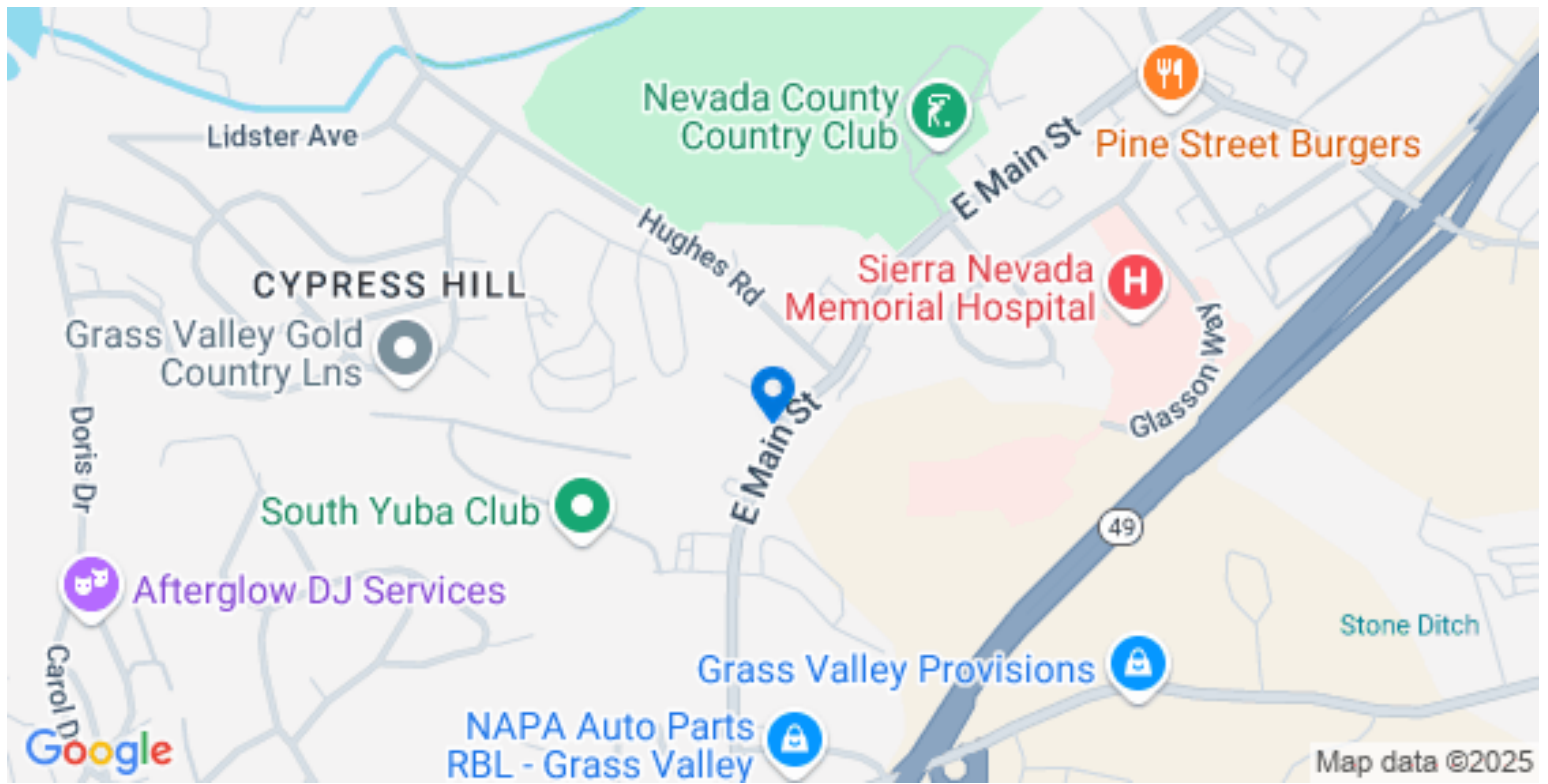 Nevada County
Country Club
Lidster Ave
E Main St
Pine Street Burgers
Hughes Rd
Sierra Nevada
Memorial Hospital
H
CYPRESS HILL
Grass Valley Gold
Country Lns
Glasson Way
E Main St
Doris Dr
South Yuba Club
49
Afterglow DJ Services
Stone Ditch
Carol D
Grass Valley Provisions
NAPA Auto Parts
RBL - Grass Valley
Google
Map data ©2025